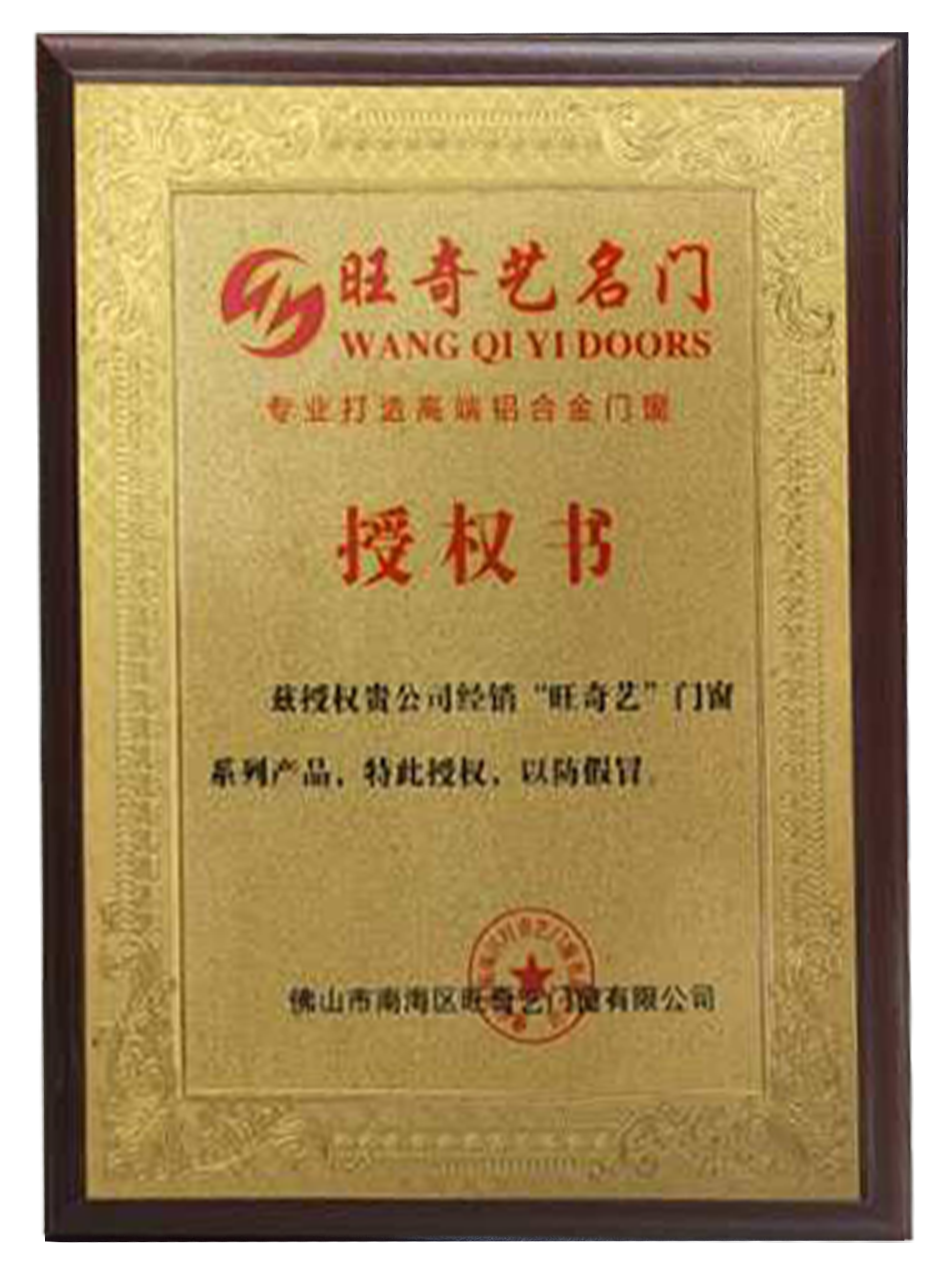 旺奇艺名门
WANG QI YI DOORS
专业打造高端铝合金门窗
授权书
兹授权贵公司经销“旺奇艺”门窗
系列产品，特此授权，以防假冒。
佛山市南海区旺奇艺门窗有限公司